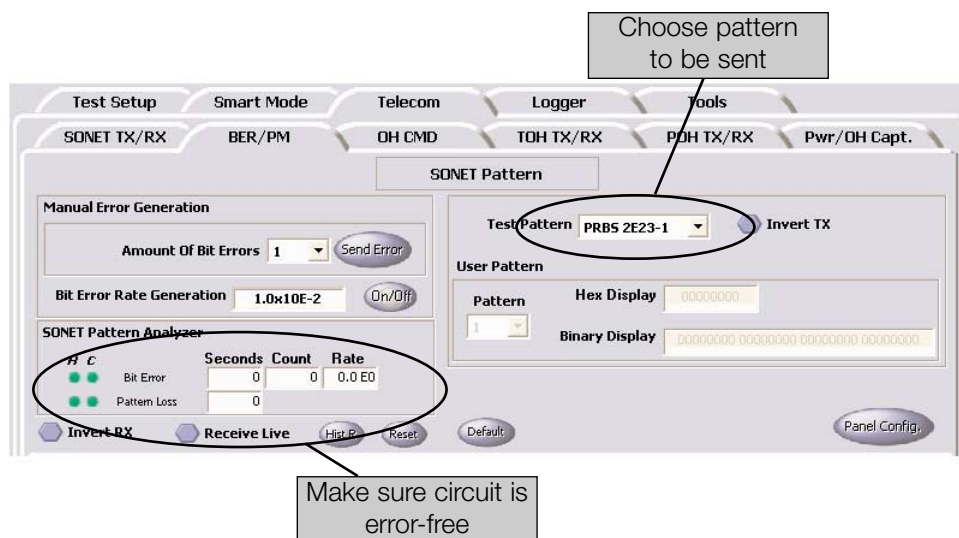 Choose pattern
to be sent
Test Setup Smart Mode Telecom Logger Tools
SONET TX/RX BER/PM OH CMD TOH TX/RX POH TX/RX Pwr/OH Capt.
SONET Pattern
Manual Error Generation
Amount Of Bit Errors 1 Send Error
Bit Error Rate Generation 1.0x10E-2 On/Off
Test Pattern PRBS 2E23-1 Invert TX
User Pattern
Pattern Hex Display 00000000
1 Binary Display 00000000 00000000 00000000 00000000
SONET Pattern Analyzer
H C Seconds Count Rate
Bit Error 0 0 0.0 E0
Pattern Loss 0
Invert RX Receive Live Hist.R. Reset Default Panel Config.
Make sure circuit is
error-free